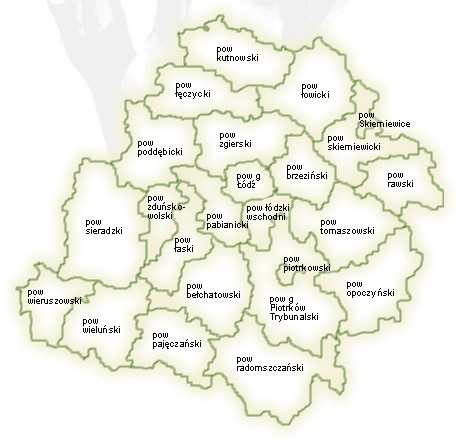 pow
kutnowski
pow
łęczycki
pow
łowicki
pow
Skierniewice
pow
skierniewicki
pow
zgierski
pow
poddębicki
pow
brzeziński
pow
rawski
pow g
Łódź
pow
zduńsko-
wolski
pow łódzki
wschodni
pow
pabianicki
pow
sieradzki
pow
tomaszowski
pow
łaski
pow
piotrkowski
pow
opoczyński
pow
bełchatowski
pow
wieruszowski
pow g
Piotrków
Trybunalski
pow
wieluński
pow
pajęczański
pow
radomszczański